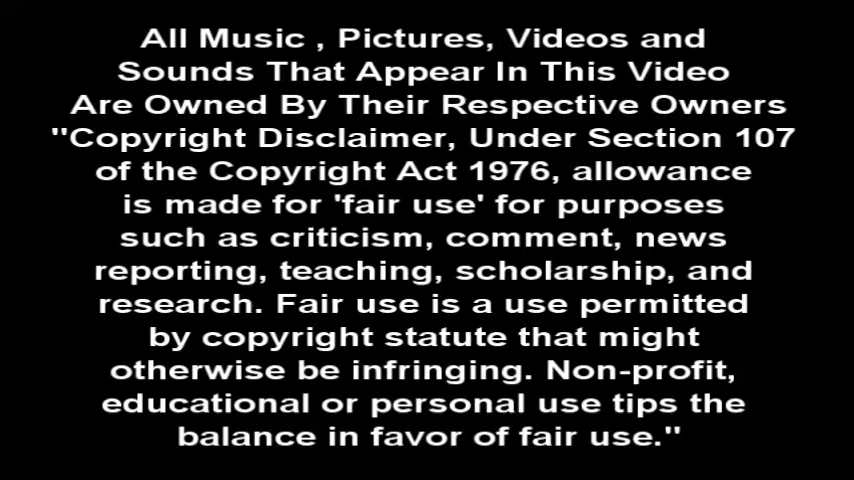 All Music , Pictures, Videos and
Sounds That Appear In This Video
Are Owned By Their Respective Owners
"Copyright Disclaimer, Under Section 107
of the Copyright Act 1976, allowance
is made for 'fair use' for purposes
such as criticism, comment, news
reporting, teaching, scholarship, and
research. Fair use is a use permitted
by copyright statute that might
otherwise be infringing. Non-profit,
educational or personal use tips the
balance in favor of fair use."